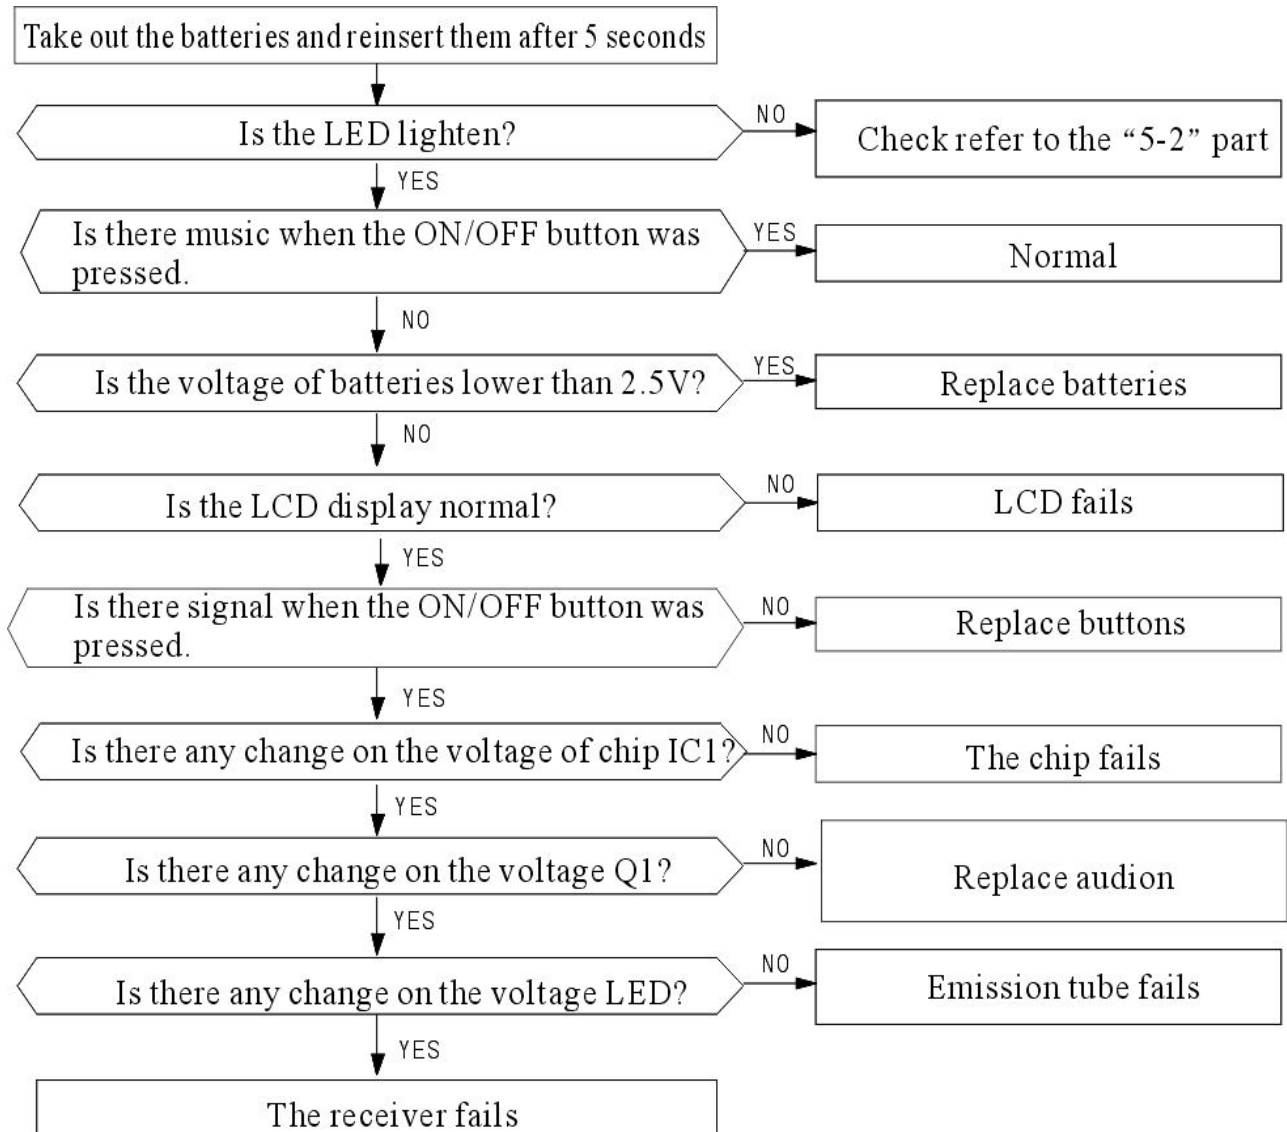 Take out the batteries and reinsert them after 5 seconds
Is the LED lighten?
NO
Check refer to the “5-2” part
YES
Is there music when the ON/OFF button was
pressed.
YES
Normal
NO
Is the voltage of batteries lower than 2.5V?
YES
Replace batteries
NO
Is the LCD display normal?
NO
LCD fails
YES
Is there signal when the ON/OFF button was
pressed.
NO
Replace buttons
YES
Is there any change on the voltage of chip IC1?
NO
The chip fails
YES
Is there any change on the voltage Q1?
NO
Replace audion
YES
Is there any change on the voltage LED?
NO
Emission tube fails
YES
The receiver fails